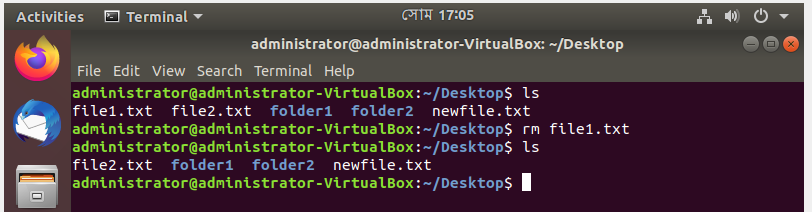 Activities Terminal সোম 17:05
administrator@administrator-VirtualBox: ~/Desktop
File Edit View Search Terminal Help
administrator@administrator-VirtualBox:~/Desktop$ ls
file1.txt file2.txt folder1 folder2 newfile.txt
administrator@administrator-VirtualBox:~/Desktop$ rm file1.txt
administrator@administrator-VirtualBox:~/Desktop$ ls
file2.txt folder1 folder2 newfile.txt
administrator@administrator-VirtualBox:~/Desktop$